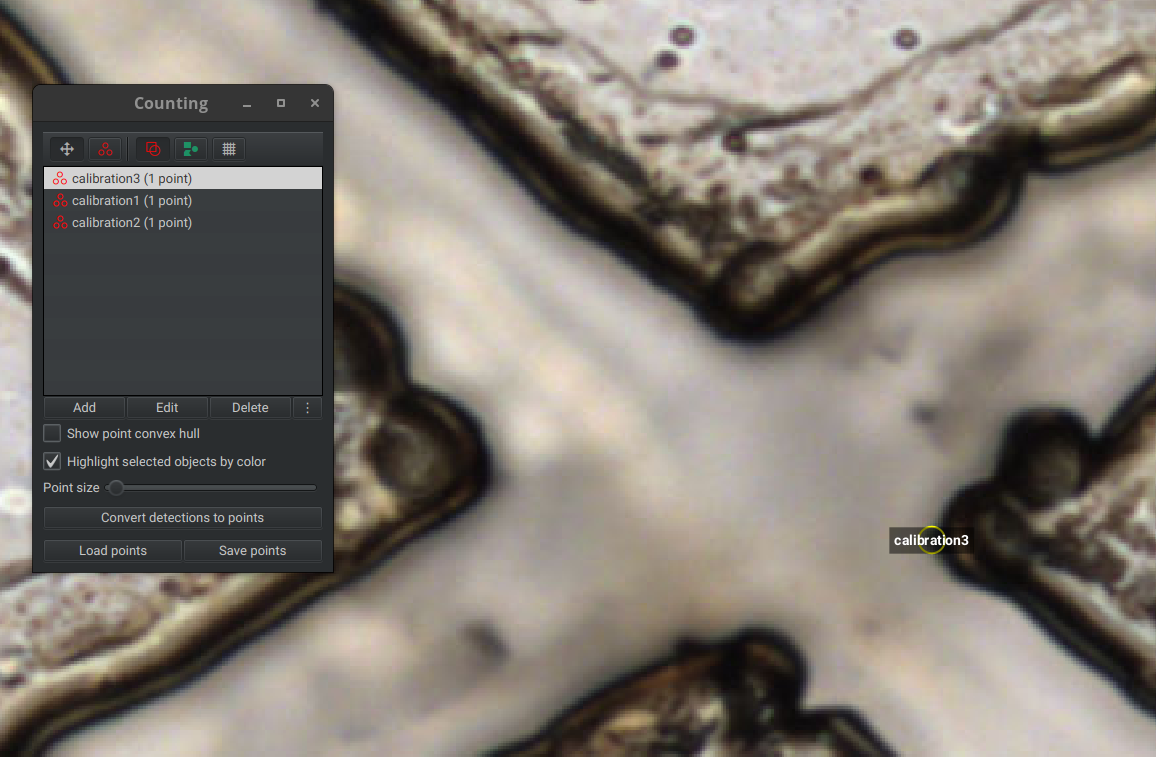 Counting
calibration3 (1 point)
calibration1 (1 point)
calibration2 (1 point)
Add
Edit
Delete
Show point convex hull
Highlight selected objects by color
Point size
Convert detections to points
Load points
Save points
calibration3